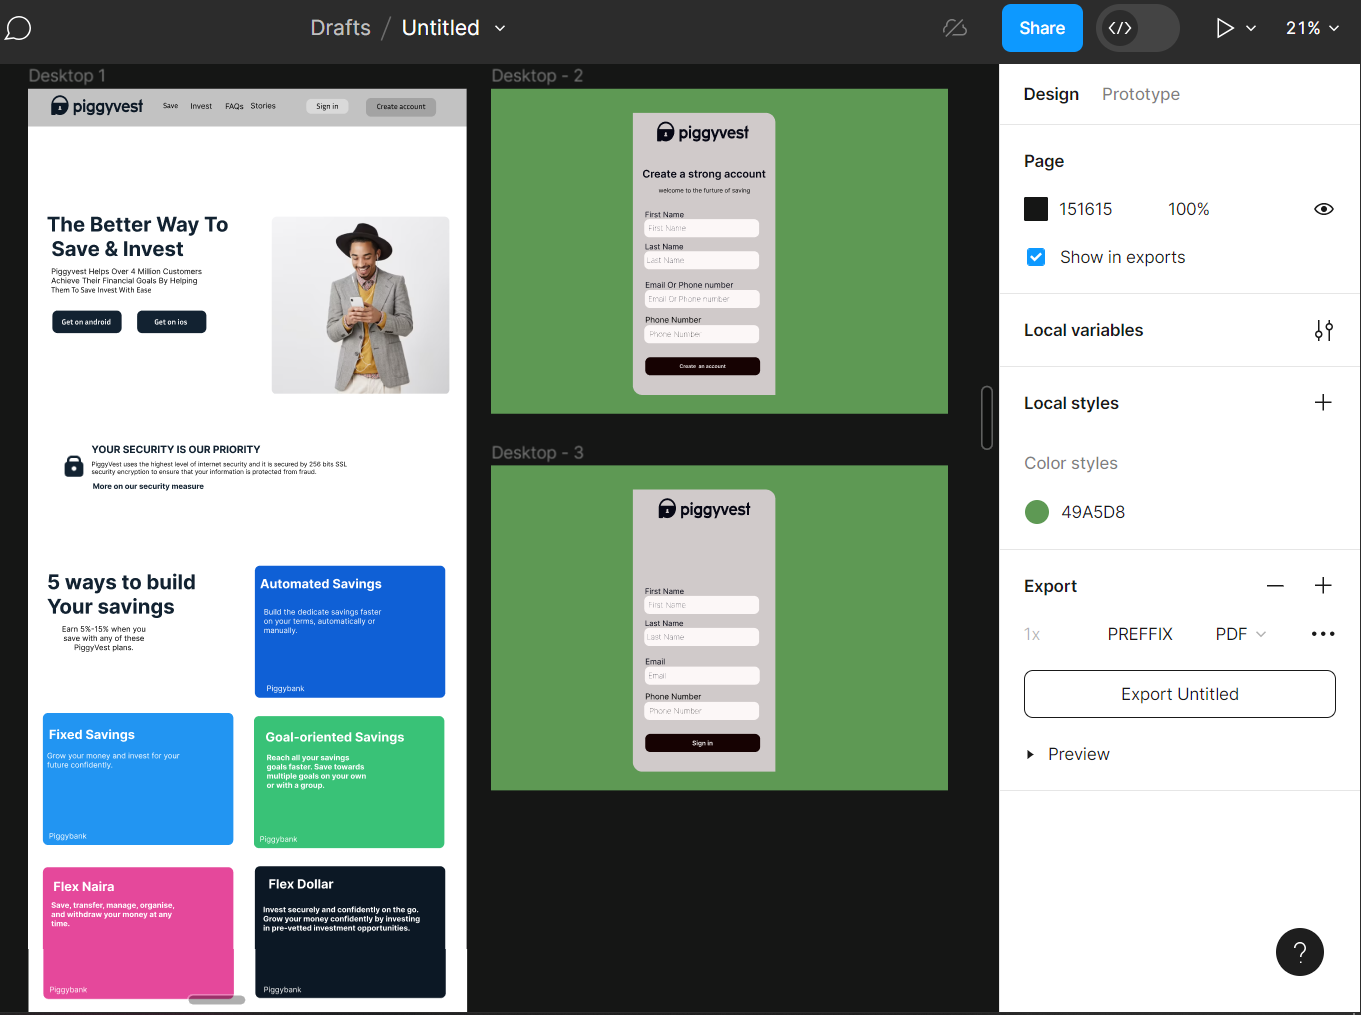 Drafts / Untitled
Share
</>
21%
Desktop 1
piggyvest
Save
Invest
FAQs
Stories
Sign in
Create account
The Better Way To
Save & Invest
Piggyvest Helps Over 4 Million Customers
Achieve Their Financial Goals By Helping
Them To Save Invest With Ease
Get on android
Get on ios
YOUR SECURITY IS OUR PRIORITY
PiggyVest uses the highest level of internet security and it is secured by 256 bits SSL
security encryption to ensure that your information is protected from fraud.
More on our security measure
5 ways to build
Your savings
Earn 5%-15% when you
save with any of these
PiggyVest plans.
Automated Savings
Build the dedicate savings faster
on your terms, automatically or
manually.
Piggybank
Fixed Savings
Grow your money and invest for your
future confidently.
Piggybank
Goal-oriented Savings
Reach all your savings
goals faster. Save towards
multiple goals on your own
or with a group.
Piggybank
Flex Naira
Save, transfer, manage, organise,
and withdraw your money at any
time.
Piggybank
Flex Dollar
Invest securely and confidently on the go.
Grow your money confidently by investing
in pre-vetted investment opportunities.
Piggybank
Desktop - 2
piggyvest
Create a strong account
welcome to the furture of saving
First Name
First Name
Last Name
Last Name
Email Or Phone number
Email Or Phone number
Phone Number
Phone Number
Create an account
Desktop - 3
piggyvest
First Name
First Name
Last Name
Last Name
Email
Email
Phone Number
Phone Number
Sign in
Design
Prototype
Page
151615
100%
Show in exports
Local variables
Local styles
Color styles
49A5D8
Export
1x
PREFFIX
PDF
Export Untitled
Preview
?